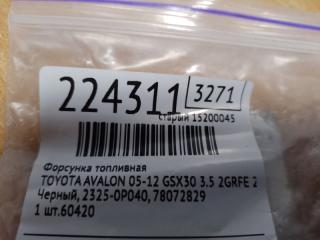 224311 3271
старый 15200045
Форсунка топливная
TOYOTA AVALON 05-12 GSX30 3.5 2GRFE 2
Черный, 2325-0P040, 78072829
1 шт.60420